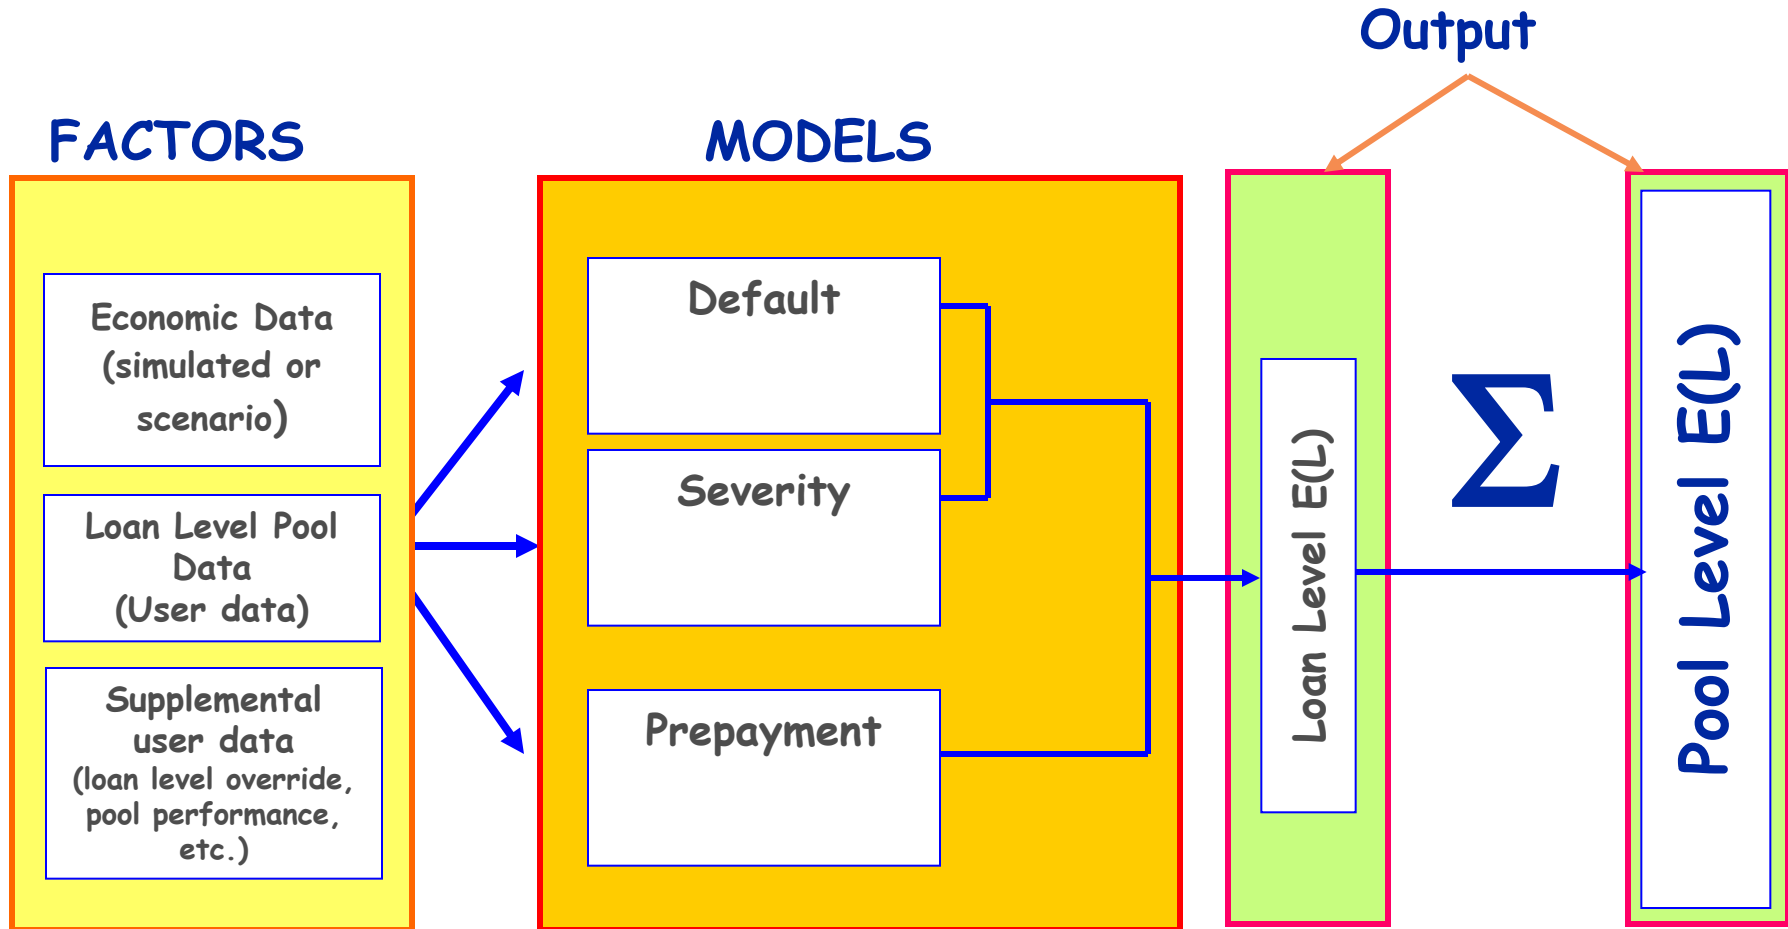 Output
FACTORS
MODELS
Economic Data
(simulated or
scenario)
Loan Level Pool
Data
(User data)
Supplemental
user data
(loan level override,
pool performance,
etc.)
Default
Severity
Prepayment
Loan Level E(L)
Σ
Pool Level E(L)